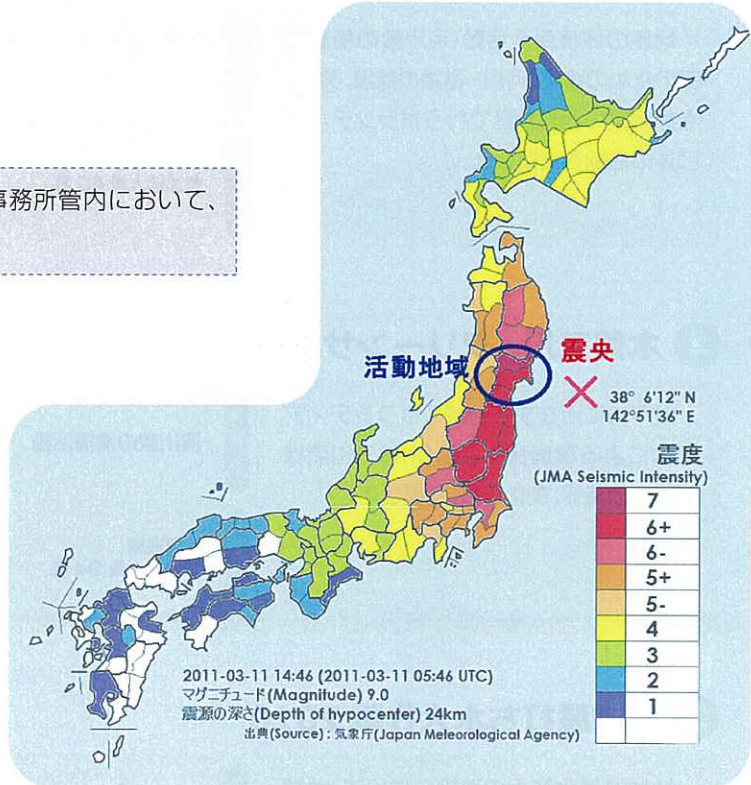 事務所管内において、
活動地域
震央
38° 6'12" N
142°51'36" E
震度
(JMA Seismic Intensity)
7
6+
6-
5+
5-
4
3
2
1
2011-03-11 14:46 (2011-03-11 05:46 UTC)
マグニチュード(Magnitude) 9.0
震源の深さ(Depth of hypocenter) 24km
出典(Source) : 気象庁(Japan Meteorological Agency)